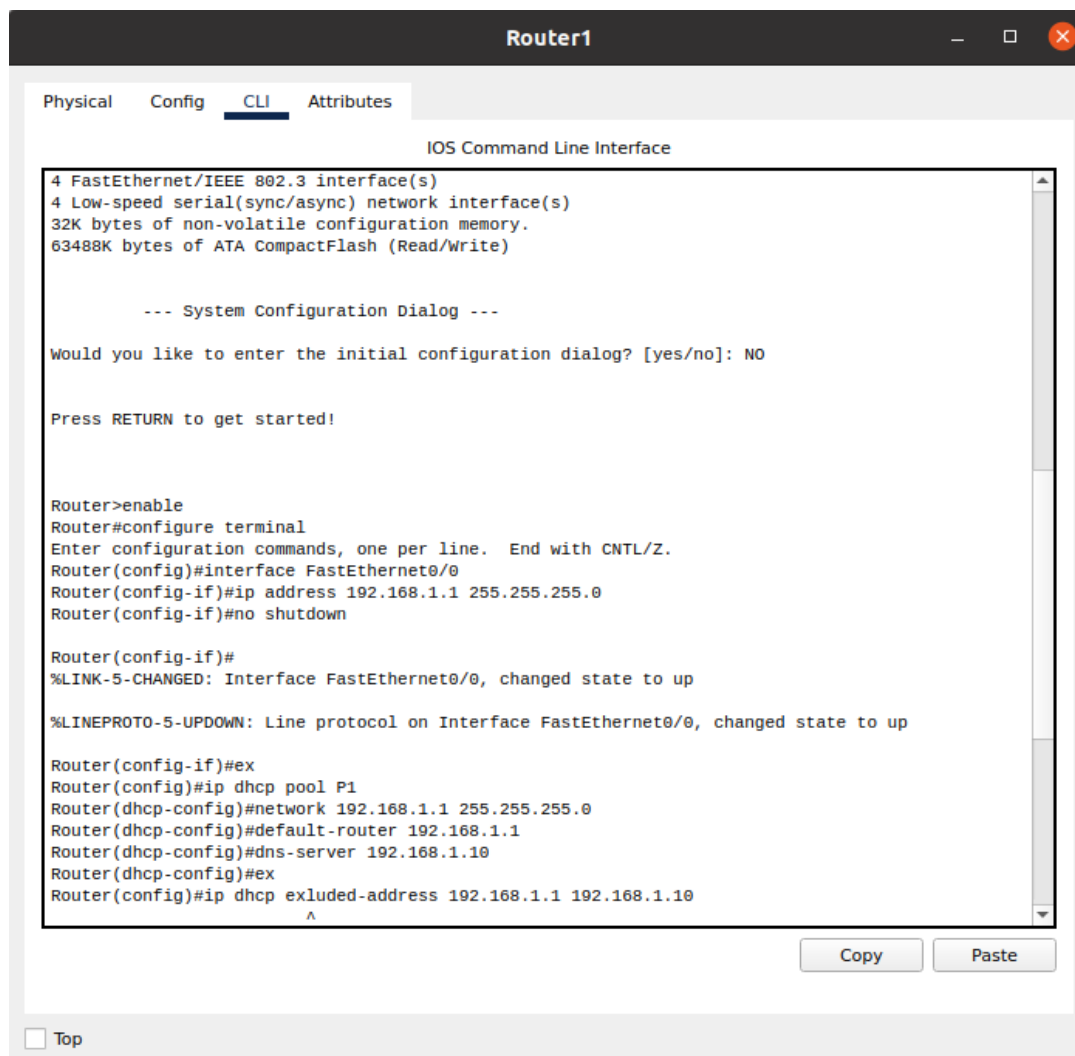 Router1
Physical Config CLI Attributes
IOS Command Line Interface
4 FastEthernet/IEEE 802.3 interface(s)
4 Low-speed serial(sync/async) network interface(s)
32K bytes of non-volatile configuration memory.
63488K bytes of ATA CompactFlash (Read/Write)
--- System Configuration Dialog ---
Would you like to enter the initial configuration dialog? [yes/no]: NO
Press RETURN to get started!
Router>enable
Router#configure terminal
Enter configuration commands, one per line.  End with CNTL/Z.
Router(config)#interface FastEthernet0/0
Router(config-if)#ip address 192.168.1.1 255.255.255.0
Router(config-if)#no shutdown
Router(config-if)#
%LINK-5-CHANGED: Interface FastEthernet0/0, changed state to up
%LINEPROTO-5-UPDOWN: Line protocol on Interface FastEthernet0/0, changed state to up
Router(config-if)#ex
Router(config)#ip dhcp pool P1
Router(dhcp-config)#network 192.168.1.1 255.255.255.0
Router(dhcp-config)#default-router 192.168.1.1
Router(dhcp-config)#dns-server 192.168.1.10
Router(dhcp-config)#ex
Router(config)#ip dhcp exluded-address 192.168.1.1 192.168.1.10
^
Copy Paste
Top